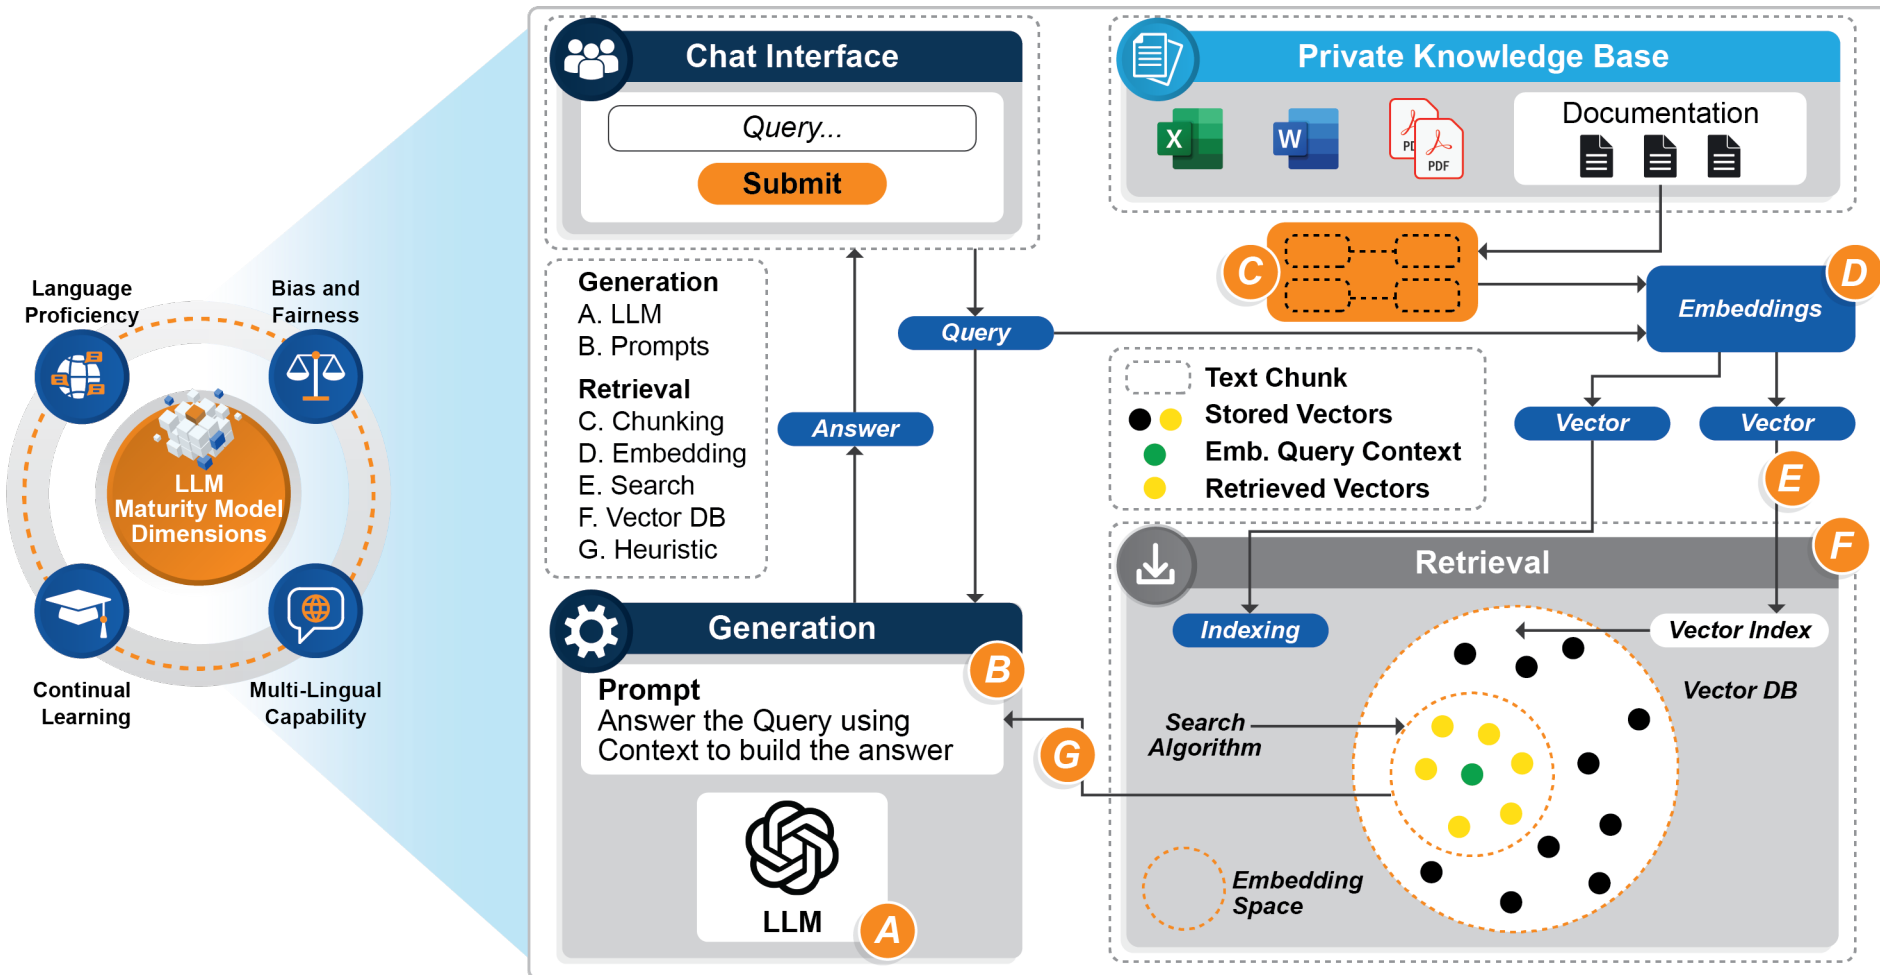 Language
Proficiency
Bias and
Fairness
LLM
Maturity Model
Dimensions
Continual
Learning
Multi-Lingual
Capability
Chat Interface
Query...
Submit
Private Knowledge Base
X
W
PDF
PDF
Documentation
Generation
A. LLM
B. Prompts
Retrieval
C. Chunking
D. Embedding
E. Search
F. Vector DB
G. Heuristic
Query
Answer
C
D
Embeddings
Text Chunk
Stored Vectors
Emb. Query Context
Retrieved Vectors
Vector
Vector
E
F
Retrieval
Indexing
Vector Index
Vector DB
Search
Algorithm
Embedding
Space
G
Generation
B
Prompt
Answer the Query using
Context to build the answer
LLM
A